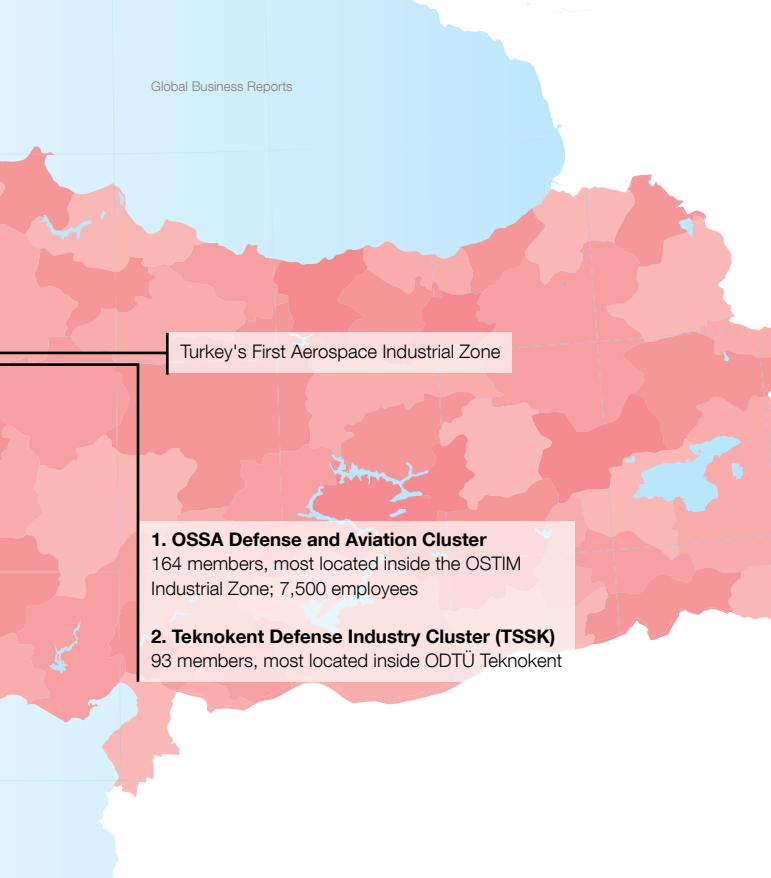 Global Business Reports
Turkey's First Aerospace Industrial Zone
1. OSSA Defense and Aviation Cluster
164 members, most located inside the OSTIM
Industrial Zone; 7,500 employees
2. Teknokent Defense Industry Cluster (TSSK)
93 members, most located inside ODTÜ Teknokent